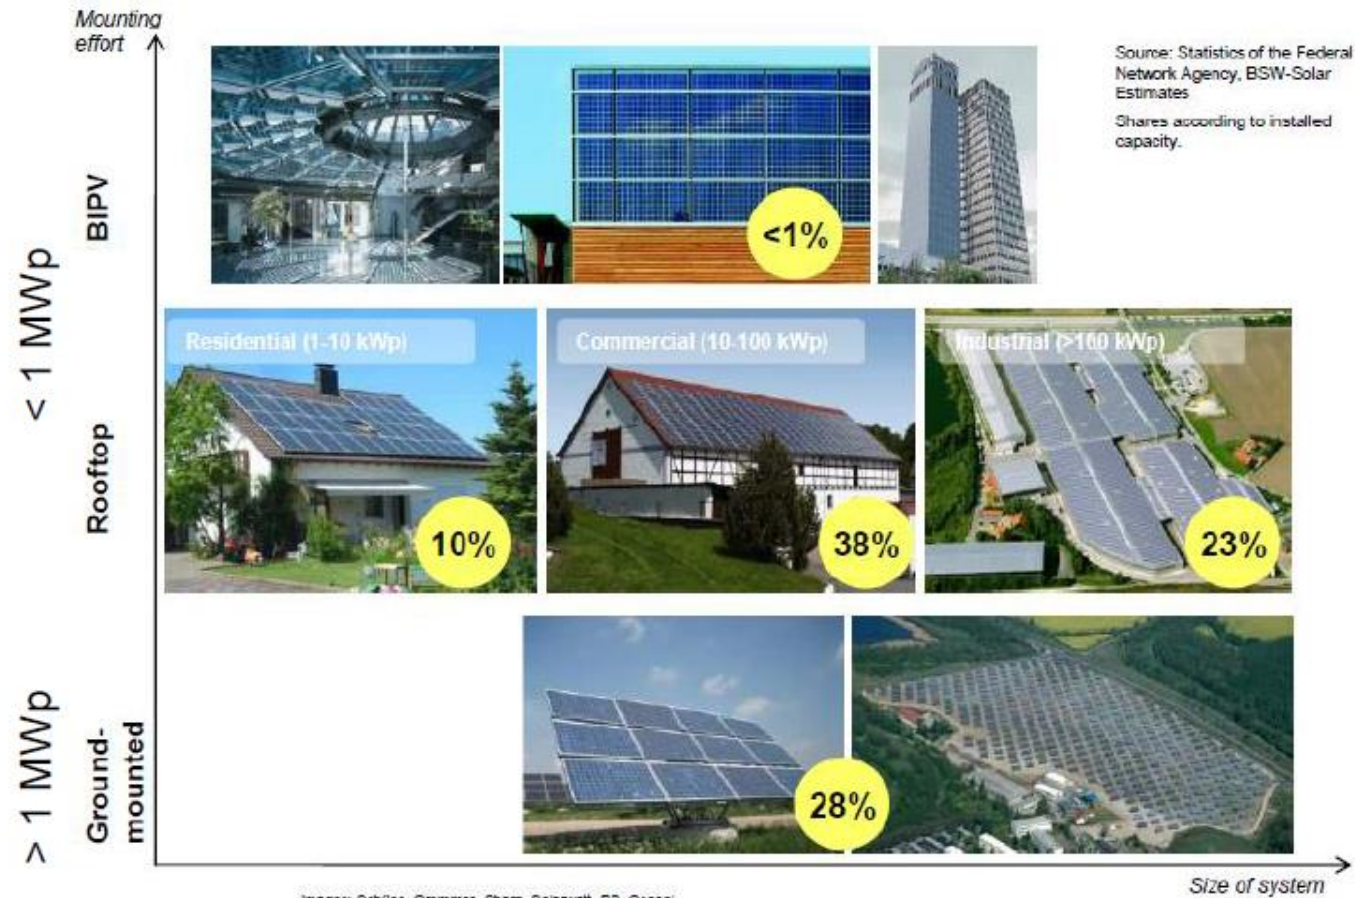 Mounting
effort
Source: Statistics of the Federal
Network Agency, BSW-Solar
Estimates
Shares according to installed
capacity.
< 1 MWp
BIPV
<1%
Rooftop
Residential (1-10 kWp)
Commercial (10-100 kWp)
Industrial (>100 kWp)
10%
38%
23%
> 1 MWp
Ground-
mounted
28%
Size of system